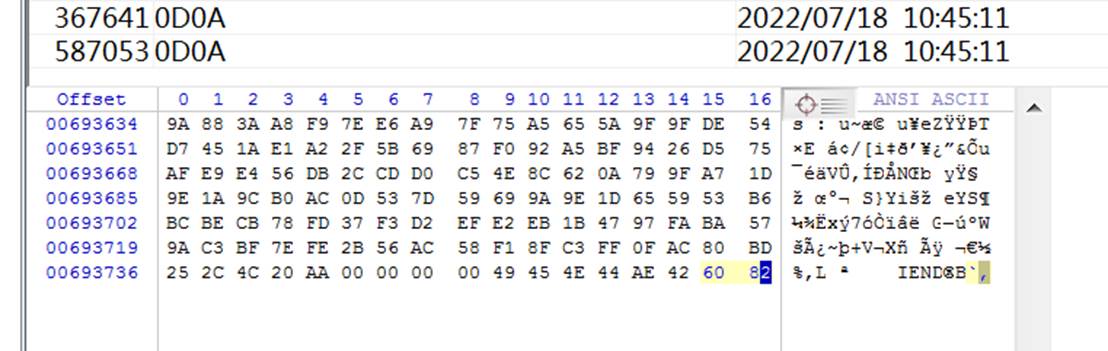 367641 0D0A 2022/07/18 10:45:11
587053 0D0A 2022/07/18 10:45:11
Offset 0 1 2 3 4 5 6 7 8 9 10 11 12 13 14 15 16 ANSI ASCII
00693634 9A 88 3A A8 F9 7E E6 A9 7F 75 A5 65 5A 9F 9F DE 54 š : ù~æ© u¥eZŸŸÞT
00693651 D7 45 1A E1 A2 2F 5B 69 87 F0 92 A5 BF 94 26 D5 75 ×E á¢/[i‡ð’¥¿”&Õu
00693668 AF E9 E4 56 DB 2C CD D0 C5 4E 8C 62 0A 79 9F A7 1D ¯éäVÛ,ÍÐÅNŒb yŸ§
00693685 9E 1A 9C B0 AC 0D 53 7D 59 69 9A 9E 1D 65 59 53 B6 ž œ°¬ S}Yišž eYS¶
00693702 BC BE CB 78 FD 37 F3 D2 EF E2 EB 1B 47 97 FA BA 57 ¼¾Ëxý7óÒïâë G—úºW
00693719 9A C3 BF 7E FE 2B 56 AC 58 F1 8F C3 FF 0F AC 80 BD šÃ¿~þ+V¬Xñ Ãÿ ¬€½
00693736 25 2C 4C 20 AA 00 00 00 00 49 45 4E 44 AE 42 60 82 %,L ª IEND®B`‚